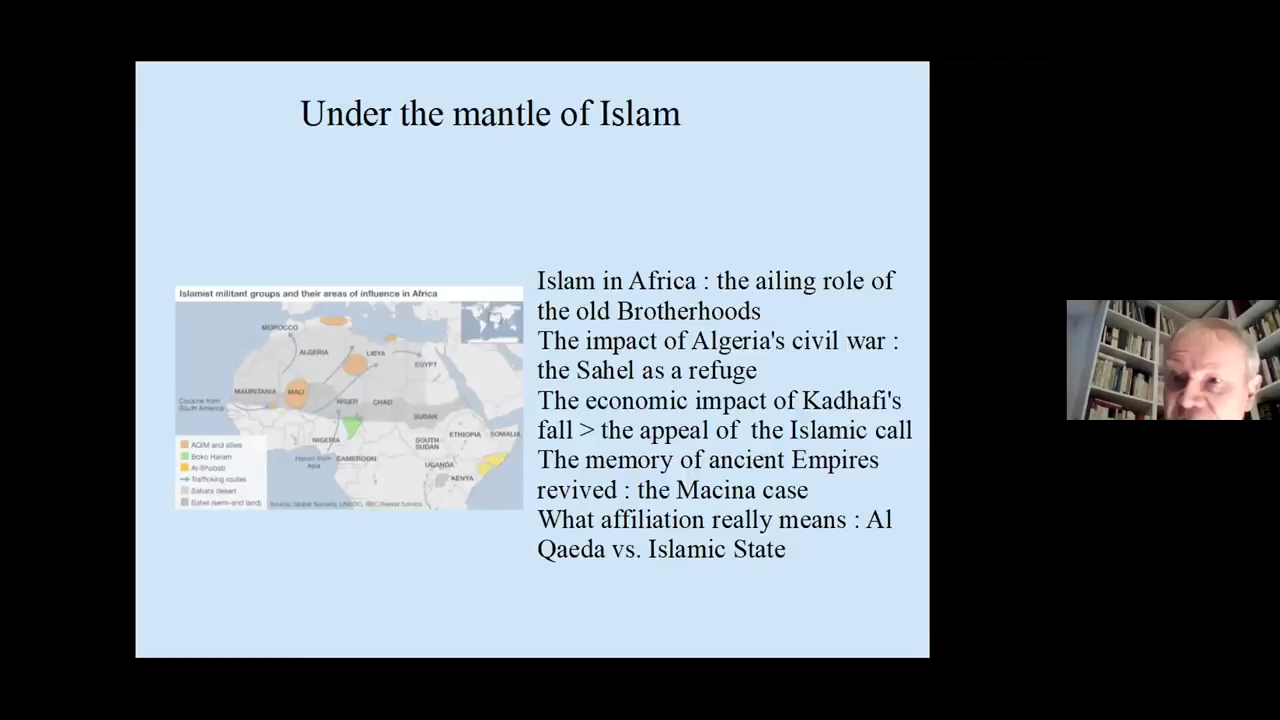 Under the mantle of Islam
Islamist militant groups and their areas of influence in Africa
MOROCCO
ALGERIA
LIBYA
EGYPT
MAURITANIA
MALI
NIGER
CHAD
Cocaine from
South America
SUDAN
NIGERIA
ETHIOPIA
SOMALIA
SOUTH
SUDAN
Heroin from
Asia
CAMEROON
UGANDA
KENYA
AQIM and allies
Boko Haram
Al-Shabab
Trafficking routes
Sahara desert
Sahel (semi-arid land)
Source: Global Security, UNODC, BBC
Islam in Africa : the ailing role of
the old Brotherhoods
The impact of Algeria's civil war :
the Sahel as a refuge
The economic impact of Kadhafi's
fall > the appeal of the Islamic call
The memory of ancient Empires
revived : the Macina case
What affiliation really means : Al
Qaeda vs. Islamic State